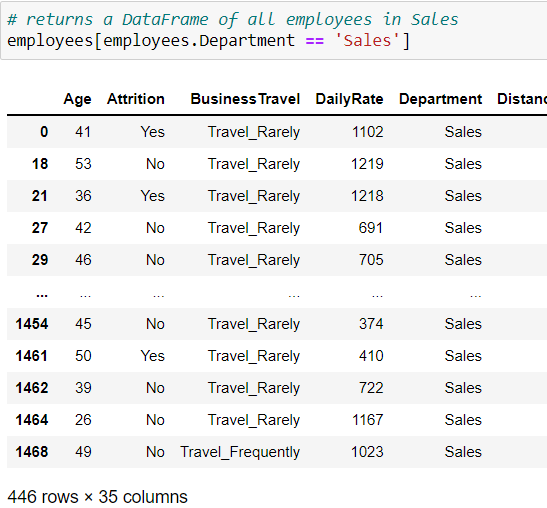 # returns a DataFrame of all employees in Sales
employees[employees.Department == 'Sales']
Age Attrition BusinessTravel DailyRate Department Distanc
0 41 Yes Travel_Rarely 1102 Sales
18 53 No Travel_Rarely 1219 Sales
21 36 Yes Travel_Rarely 1218 Sales
27 42 No Travel_Rarely 691 Sales
29 46 No Travel_Rarely 705 Sales
... ... ... ... ... ...
1454 45 No Travel_Rarely 374 Sales
1461 50 Yes Travel_Rarely 410 Sales
1462 39 No Travel_Rarely 722 Sales
1464 26 No Travel_Rarely 1167 Sales
1468 49 No Travel_Frequently 1023 Sales
446 rows × 35 columns